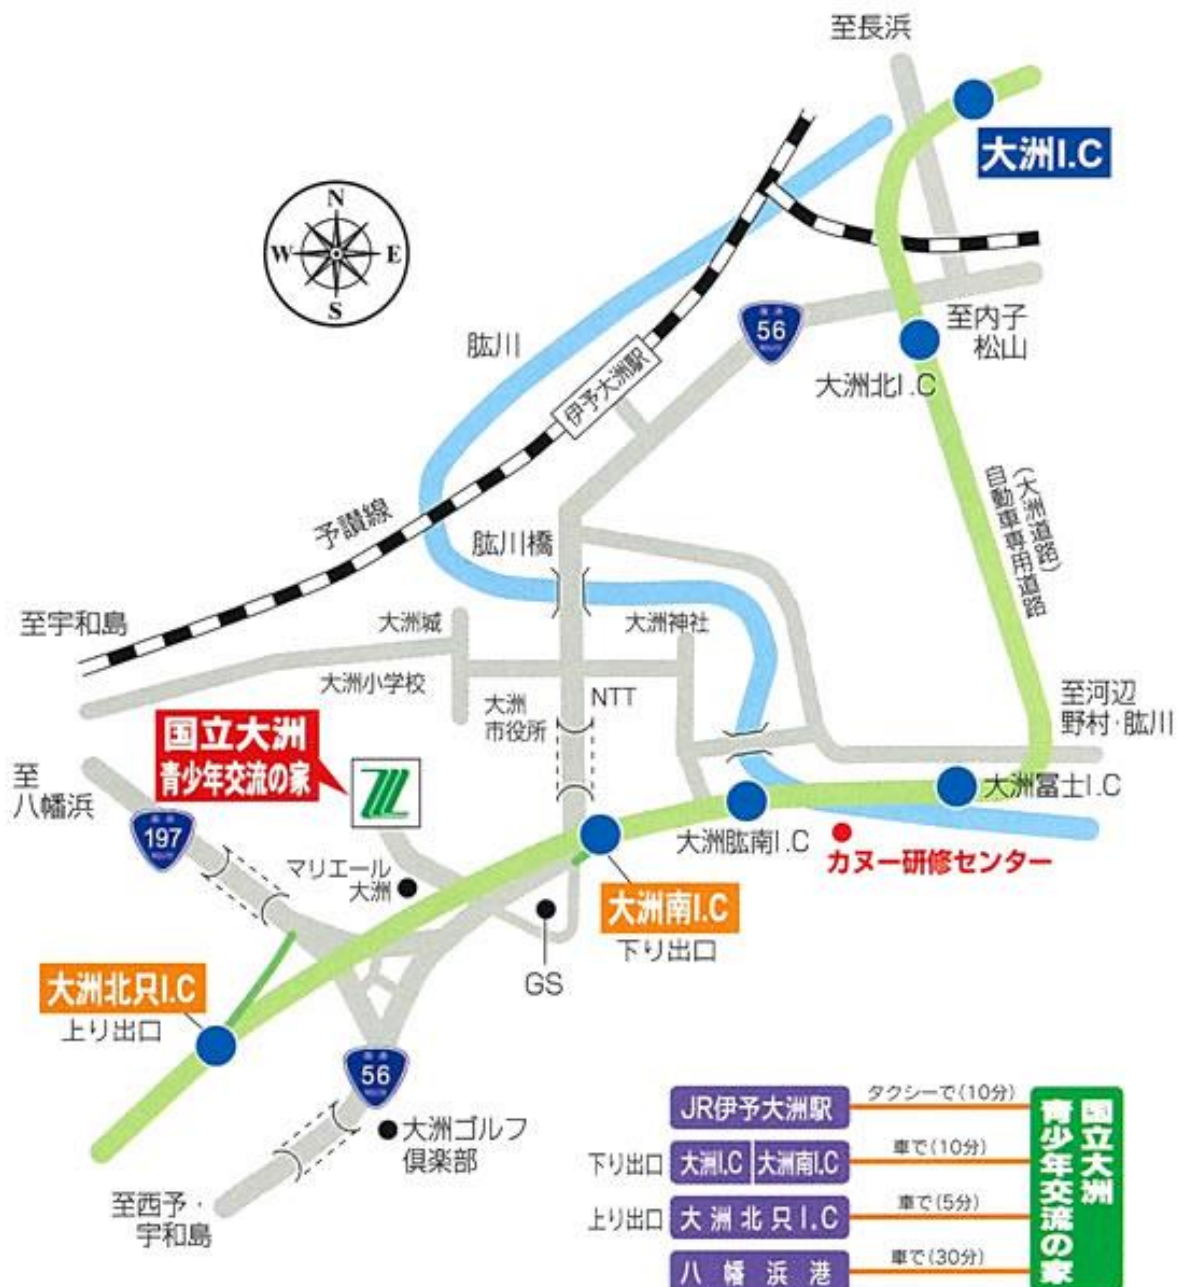 至長浜
大洲I.C
N
W
E
S
肱川
56
至内子
松山
大洲北I.C
伊予大洲駅
(大洲道路)
自動車専用道路
予讃線
肱川橋
至宇和島
大洲城
大洲神社
大洲小学校
大洲
市役所
NTT
至河辺
野村・肱川
国立大洲
青少年交流の家
至
八幡浜
197
マリエール
大洲
大洲冨士I.C
大洲肱南I.C
カヌー研修センター
大洲南I.C
下り出口
GS
大洲北只I.C
上り出口
56
大洲ゴルフ
倶楽部
至西予・
宇和島
JR伊予大洲駅
タクシーで(10分)
下り出口
大洲I.C
大洲南I.C
車で(10分)
上り出口
大洲北只I.C
車で(5分)
八幡浜港
車で(30分)
国立大洲
青少年交流の家